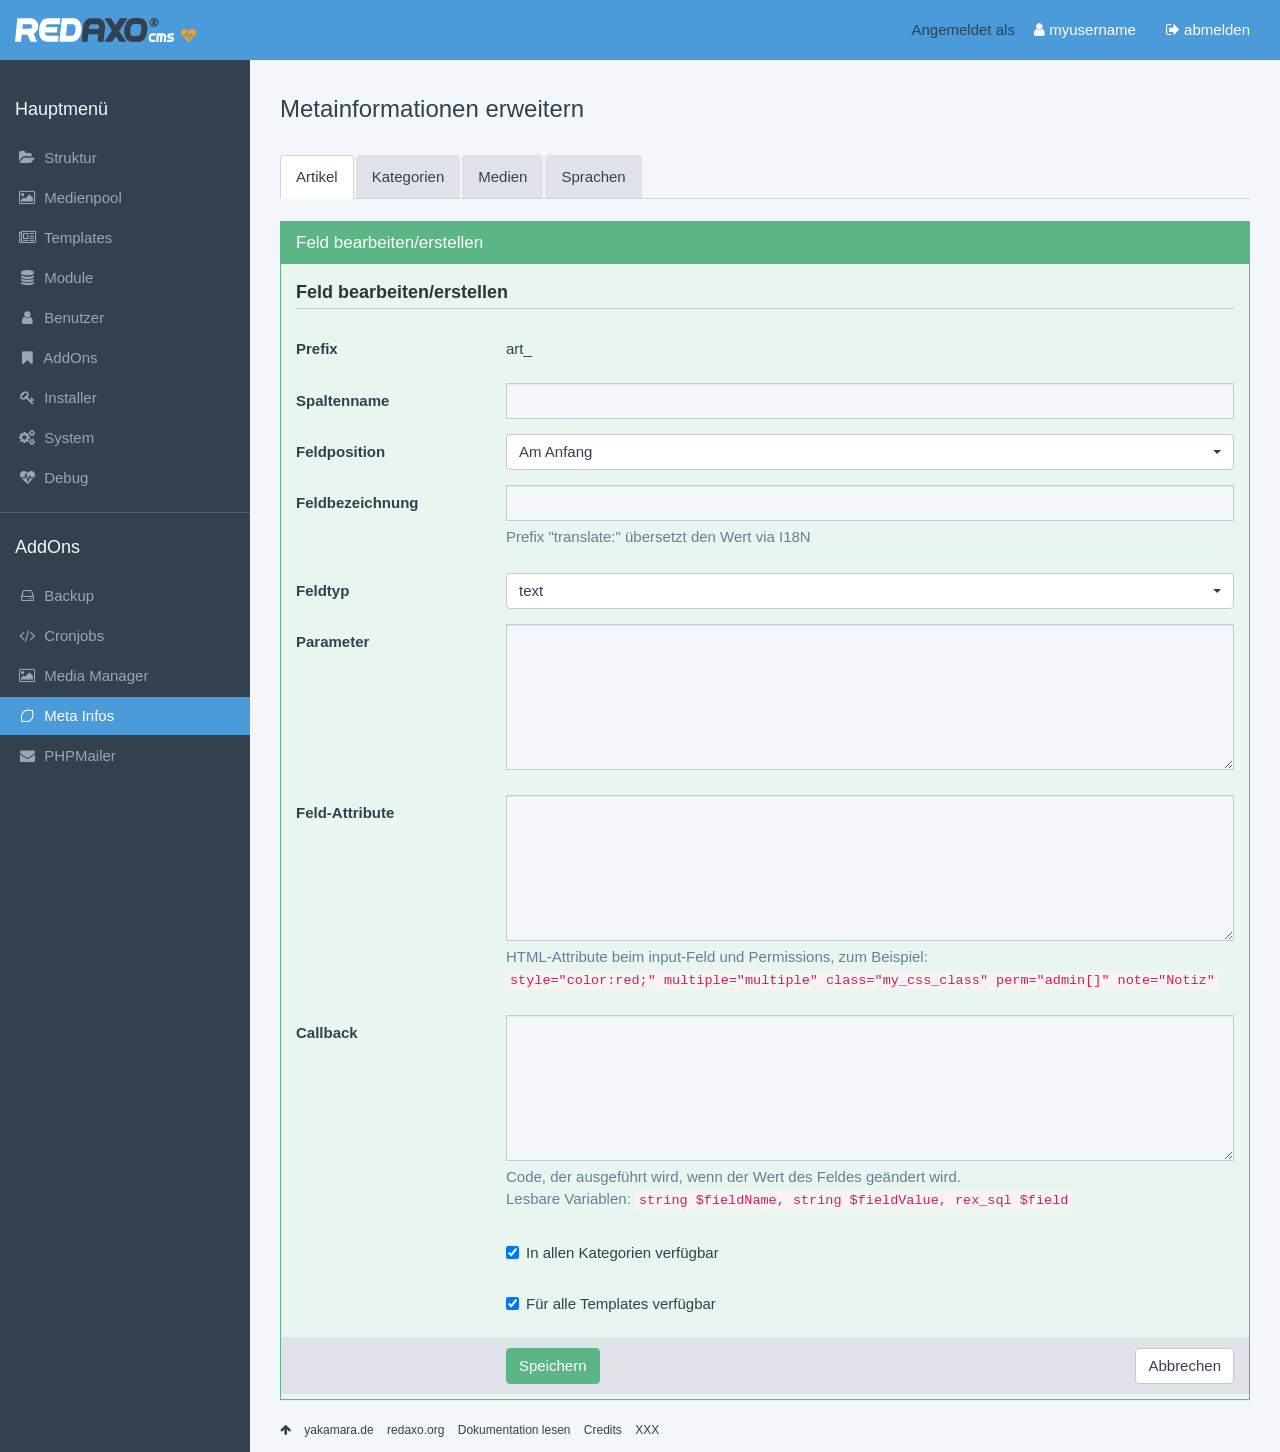 REDAXO® cms
Angemeldet als myusername abmelden
Hauptmenü
Struktur
Medienpool
Templates
Module
Benutzer
AddOns
Installer
System
Debug
AddOns
Backup
Cronjobs
Media Manager
Meta Infos
PHPMailer
Metainformationen erweitern
Artikel Kategorien Medien Sprachen
Feld bearbeiten/erstellen
Feld bearbeiten/erstellen
Prefix art_
Spaltenname
Feldposition Am Anfang
Feldbezeichnung
Prefix "translate:" übersetzt den Wert via I18N
Feldtyp text
Parameter
Feld-Attribute
HTML-Attribute beim input-Feld und Permissions, zum Beispiel:
style="color:red;" multiple="multiple" class="my_css_class" perm="admin[]" note="Notiz"
Callback
Code, der ausgeführt wird, wenn der Wert des Feldes geändert wird.
Lesbare Variablen: string $fieldName, string $fieldValue, rex_sql $field
In allen Kategorien verfügbar
Für alle Templates verfügbar
Speichern Abbrechen
yakamara.de redaxo.org Dokumentation lesen Credits XXX